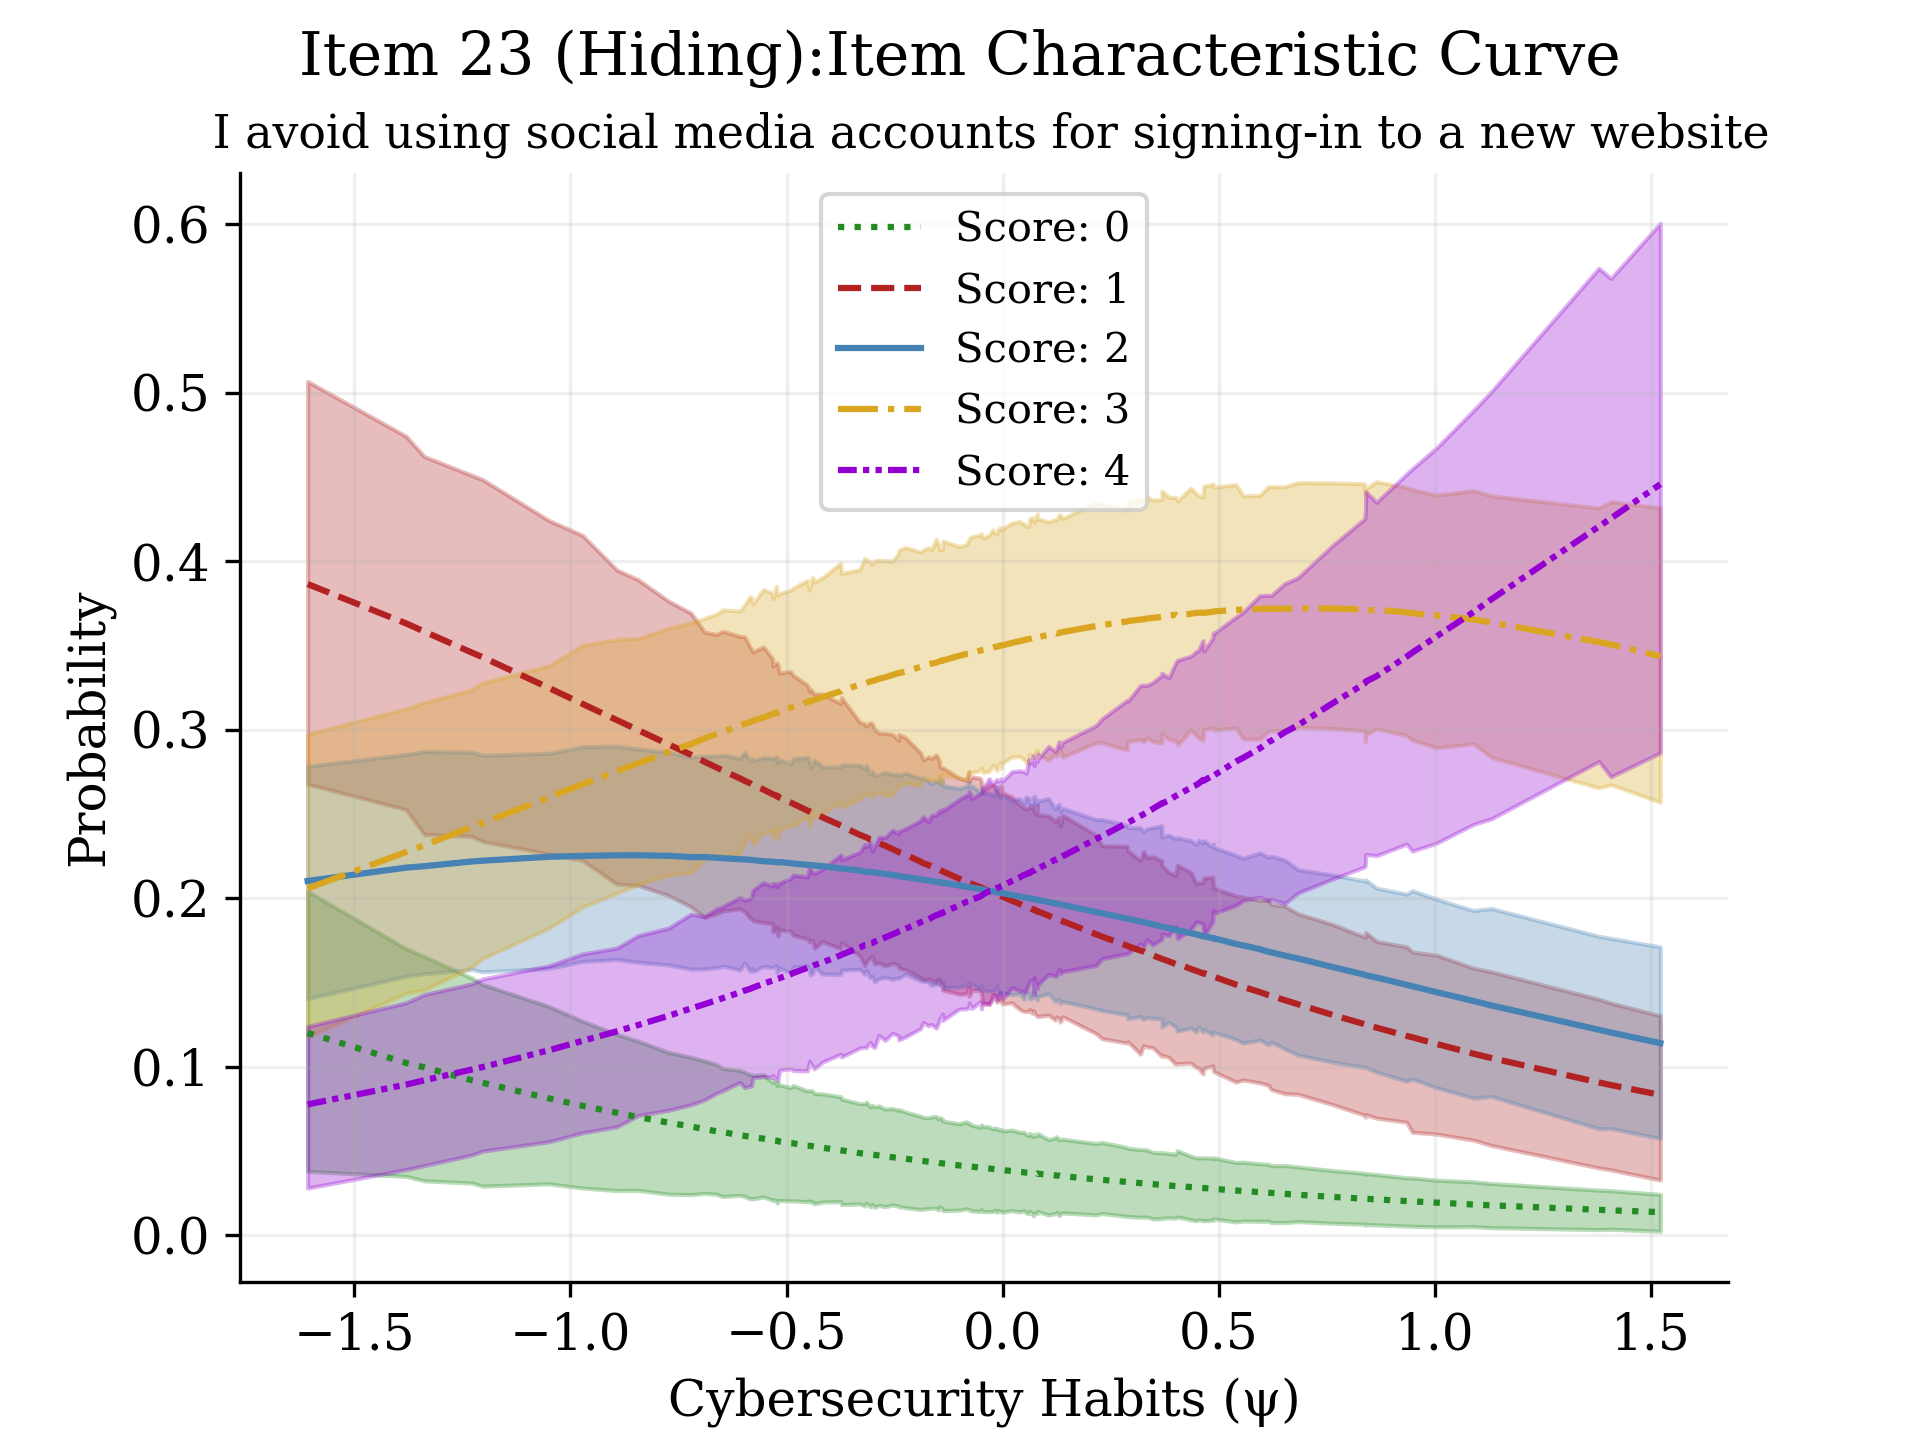 Item 23 (Hiding):Item Characteristic Curve
I avoid using social media accounts for signing-in to a new website
Score: 0
Score: 1
Score: 2
Score: 3
Score: 4
0.6
0.5
0.4
0.3
0.2
0.1
0.0
Probability
−1.5 −1.0 −0.5 0.0 0.5 1.0 1.5
Cybersecurity Habits (ψ)